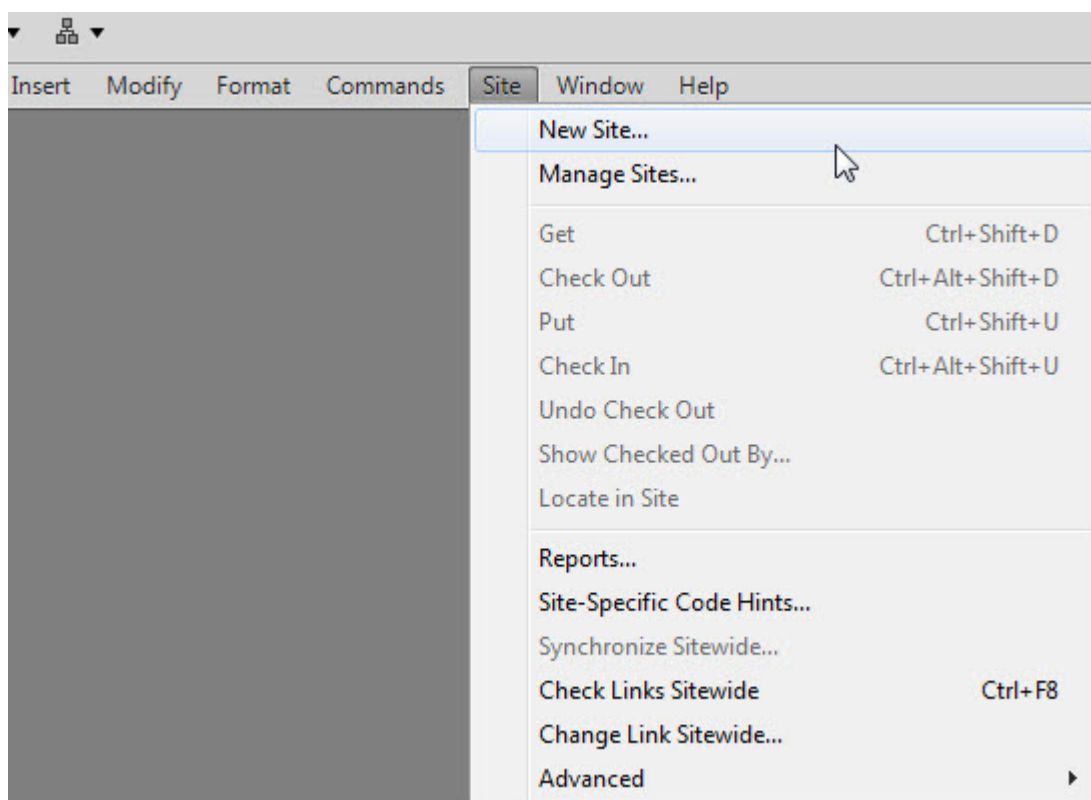 Insert Modify Format Commands Site Window Help
New Site...
Manage Sites...
Get Ctrl+Shift+D
Check Out Ctrl+Alt+Shift+D
Put Ctrl+Shift+U
Check In Ctrl+Alt+Shift+U
Undo Check Out
Show Checked Out By...
Locate in Site
Reports...
Site-Specific Code Hints...
Synchronize Sitewide...
Check Links Sitewide Ctrl+F8
Change Link Sitewide...
Advanced